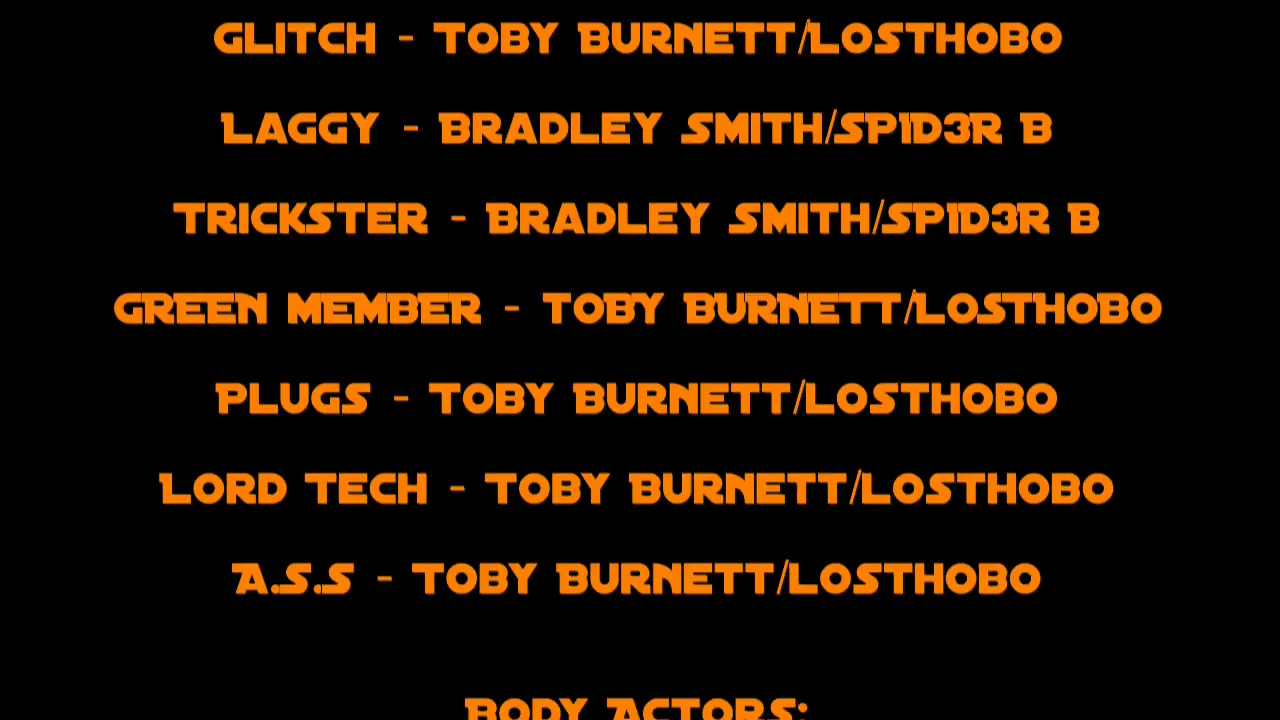 Glitch - Toby Burnett/Losthobo
Laggy - Bradley Smith/SP1D3R B
Trickster - Bradley Smith/SP1D3R B
Green Member - Toby Burnett/Losthobo
Plugs - Toby Burnett/Losthobo
Lord Tech - Toby Burnett/Losthobo
A.S.S - Toby Burnett/Losthobo
Body Actors: